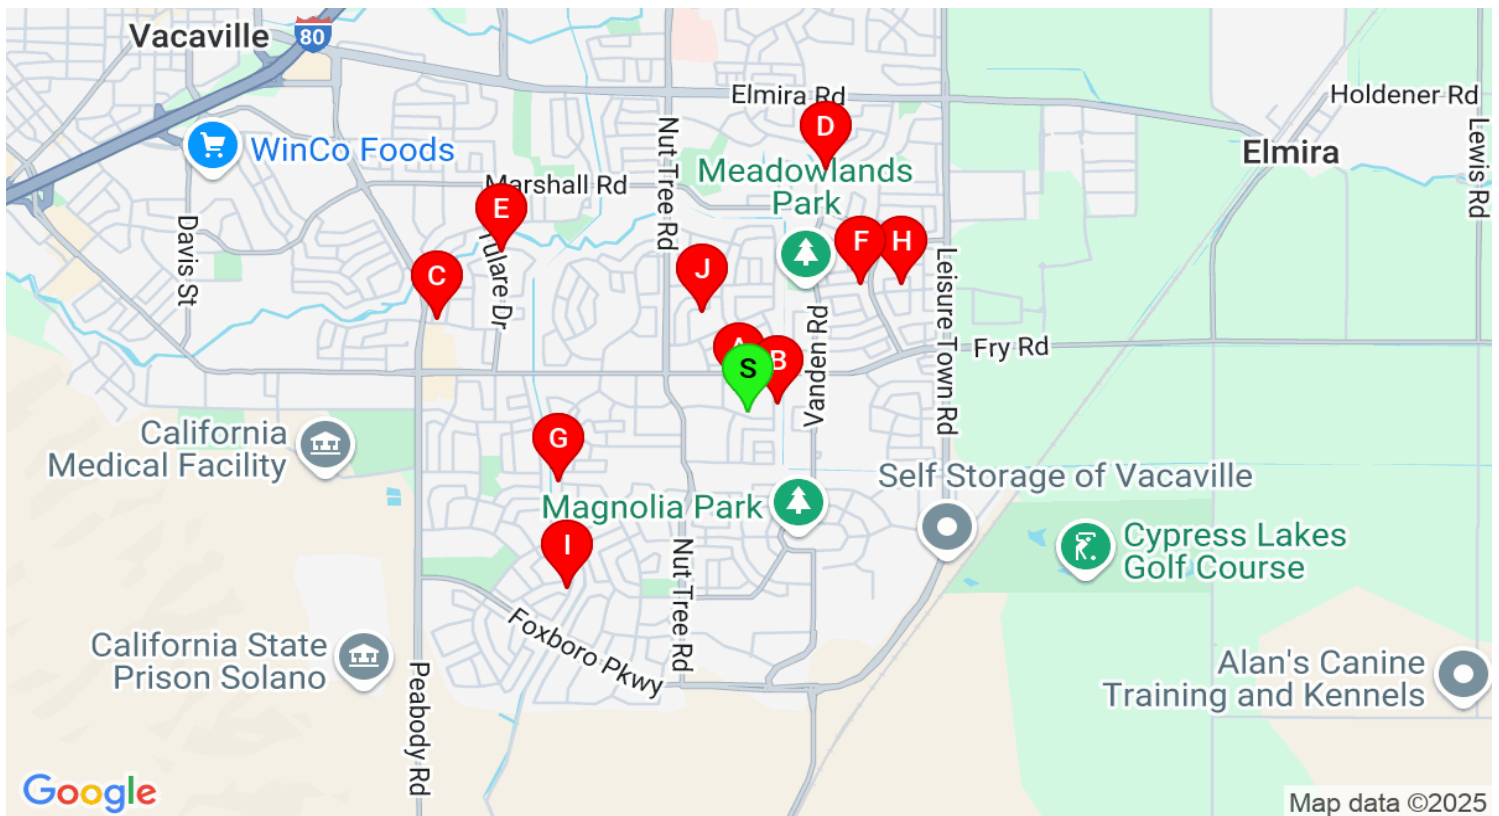 Vacaville
80
Elmira Rd
Holdener Rd
D
Elmira
WinCo Foods
Nut Tree Rd
Lewis Rd
Meadowlands
Park
Marshall Rd
E
Davis St
Tulare Dr
F
H
C
J
Leisure Town Rd
Vanden Rd
Fry Rd
A
S
B
California
Medical Facility
G
Self Storage of Vacaville
Magnolia Park
I
Cypress Lakes
Golf Course
Nut Tree Rd
Foxboro Pkwy
California State
Prison Solano
Peabody Rd
Alan's Canine
Training and Kennels
Google
Map data ©2025